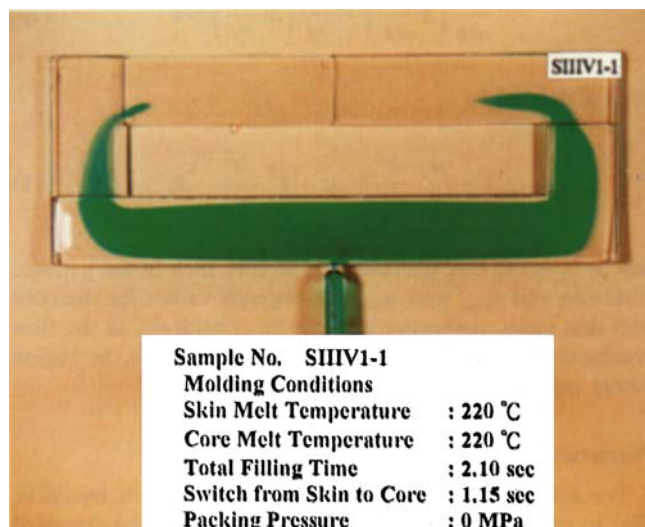 SIIIV1-1
Sample No. SIIIV1-1
Molding Conditions
Skin Melt Temperature : 220 °C
Core Melt Temperature : 220 °C
Total Filling Time : 2.10 sec
Switch from Skin to Core : 1.15 sec
Packing Pressure : 0 MPa